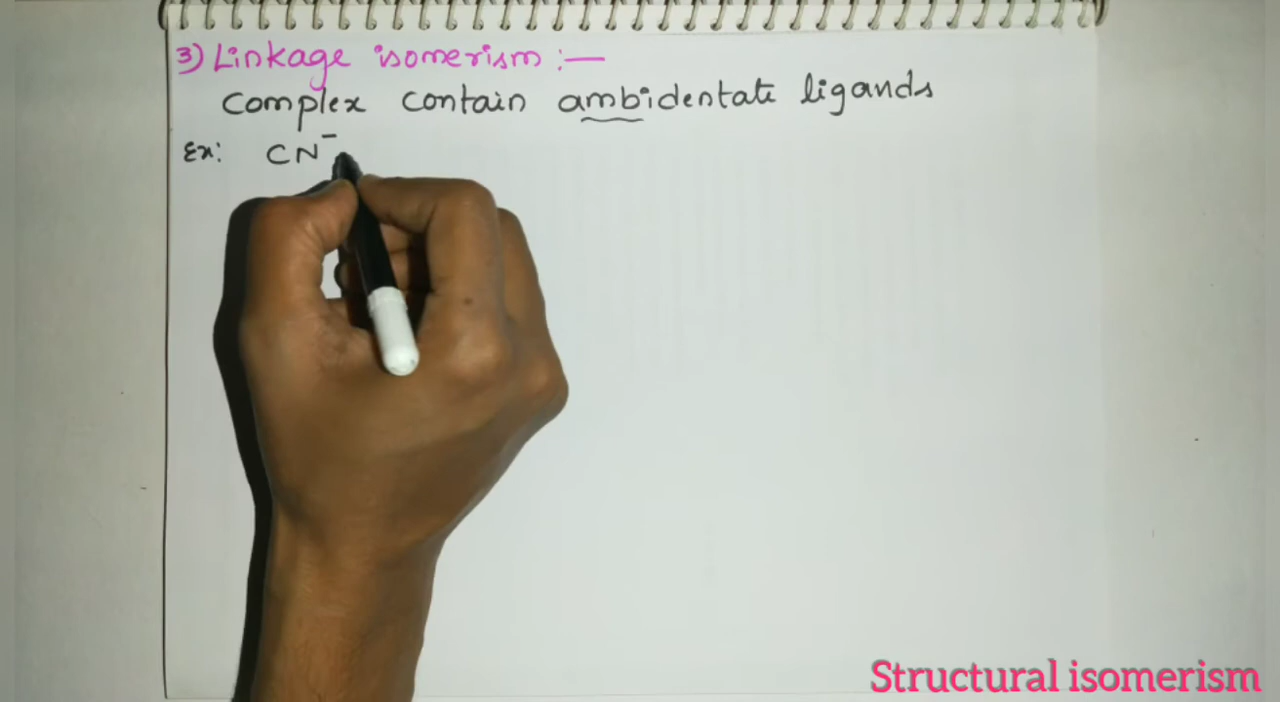 3) Linkage isomerism :—
Complex contain ambidentate ligands
Ex: CN⁻
Structural isomerism